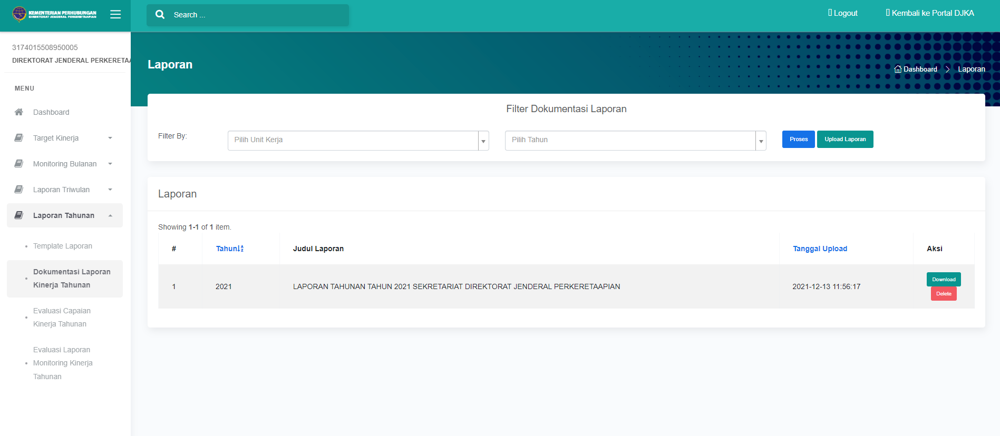 KEMENTERIAN PERHUBUNGAN
DIREKTORAT JENDERAL PERKERETAAPIAN
Search ...
Logout
Kembali ke Portal DJKA
3174015508950005
DIREKTORAT JENDERAL PERKERETAA
MENU
Dashboard
Target Kinerja
Monitoring Bulanan
Laporan Triwulan
Laporan Tahunan
Template Laporan
Dokumentasi Laporan
Kinerja Tahunan
Evaluasi Capaian
Kinerja Tahunan
Evaluasi Laporan
Monitoring Kinerja
Tahunan
Laporan
Dashboard > Laporan
Filter Dokumentasi Laporan
Filter By:
Pilih Unit Kerja
Pilih Tahun
Proses
Upload Laporan
Laporan
Showing 1-1 of 1 item.
# Tahun Judul Laporan Tanggal Upload Aksi
1 2021 LAPORAN TAHUNAN TAHUN 2021 SEKRETARIAT DIREKTORAT JENDERAL PERKERETAAPIAN 2021-12-13 11:56:17 Download
Delete